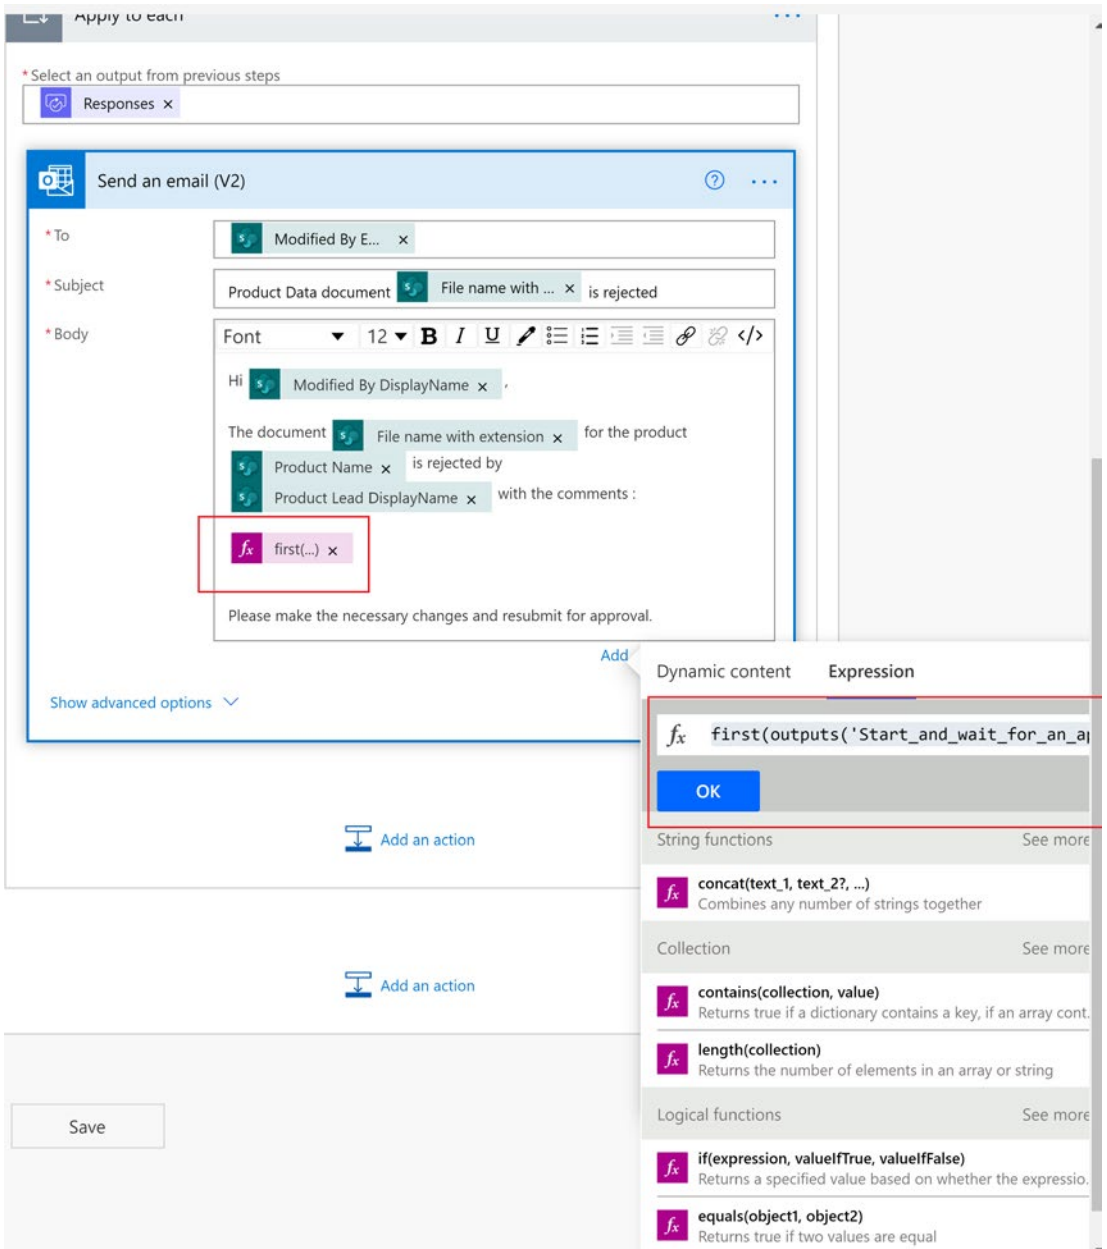 Apply to each
* Select an output from previous steps
Responses ×
Send an email (V2)
* To
Modified By E... ×
* Subject
Product Data document File name with ... × is rejected
* Body
Font 12 B I U </>
Hi Modified By DisplayName × ,
The document File name with extension × for the product
Product Name × is rejected by
Product Lead DisplayName × with the comments :
fx first(...) ×
Please make the necessary changes and resubmit for approval.
Add
Show advanced options
Dynamic content Expression
fx first(outputs('Start_and_wait_for_an_a
OK
Add an action
String functions See more
fx concat(text_1, text_2?, ...)
Combines any number of strings together
Collection See more
Add an action
fx contains(collection, value)
Returns true if a dictionary contains a key, if an array cont.
fx length(collection)
Returns the number of elements in an array or string
Logical functions See more
Save
fx if(expression, valueIfTrue, valueIfFalse)
Returns a specified value based on whether the expressio.
fx equals(object1, object2)
Returns true if two values are equal